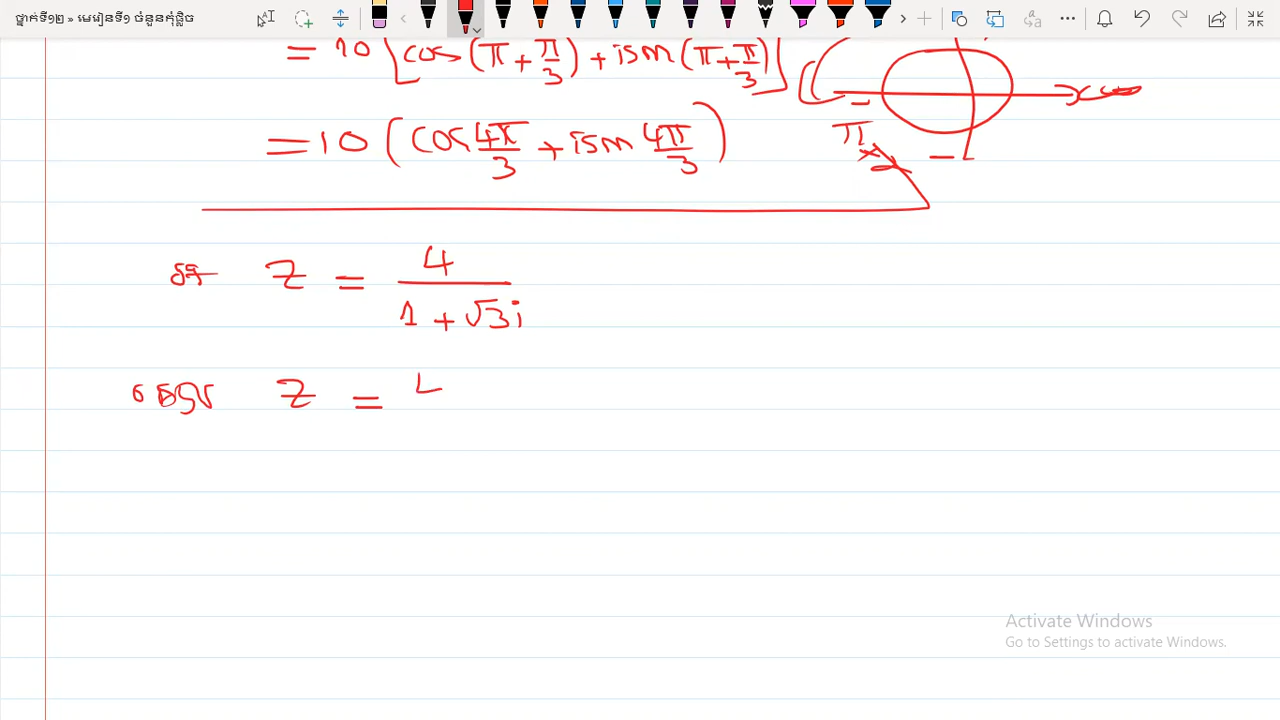 ថ្នាក់ទី១២ » មេរៀនទី១ ចំនួនកុំផ្លិច
= 10 [cos(π + π/3) + i sin(π + π/3)]
= 10 (cos 4π/3 + i sin 4π/3)
π
Z = 4/(1 + √3i)
Z =
Activate Windows
Go to Settings to activate Windows.